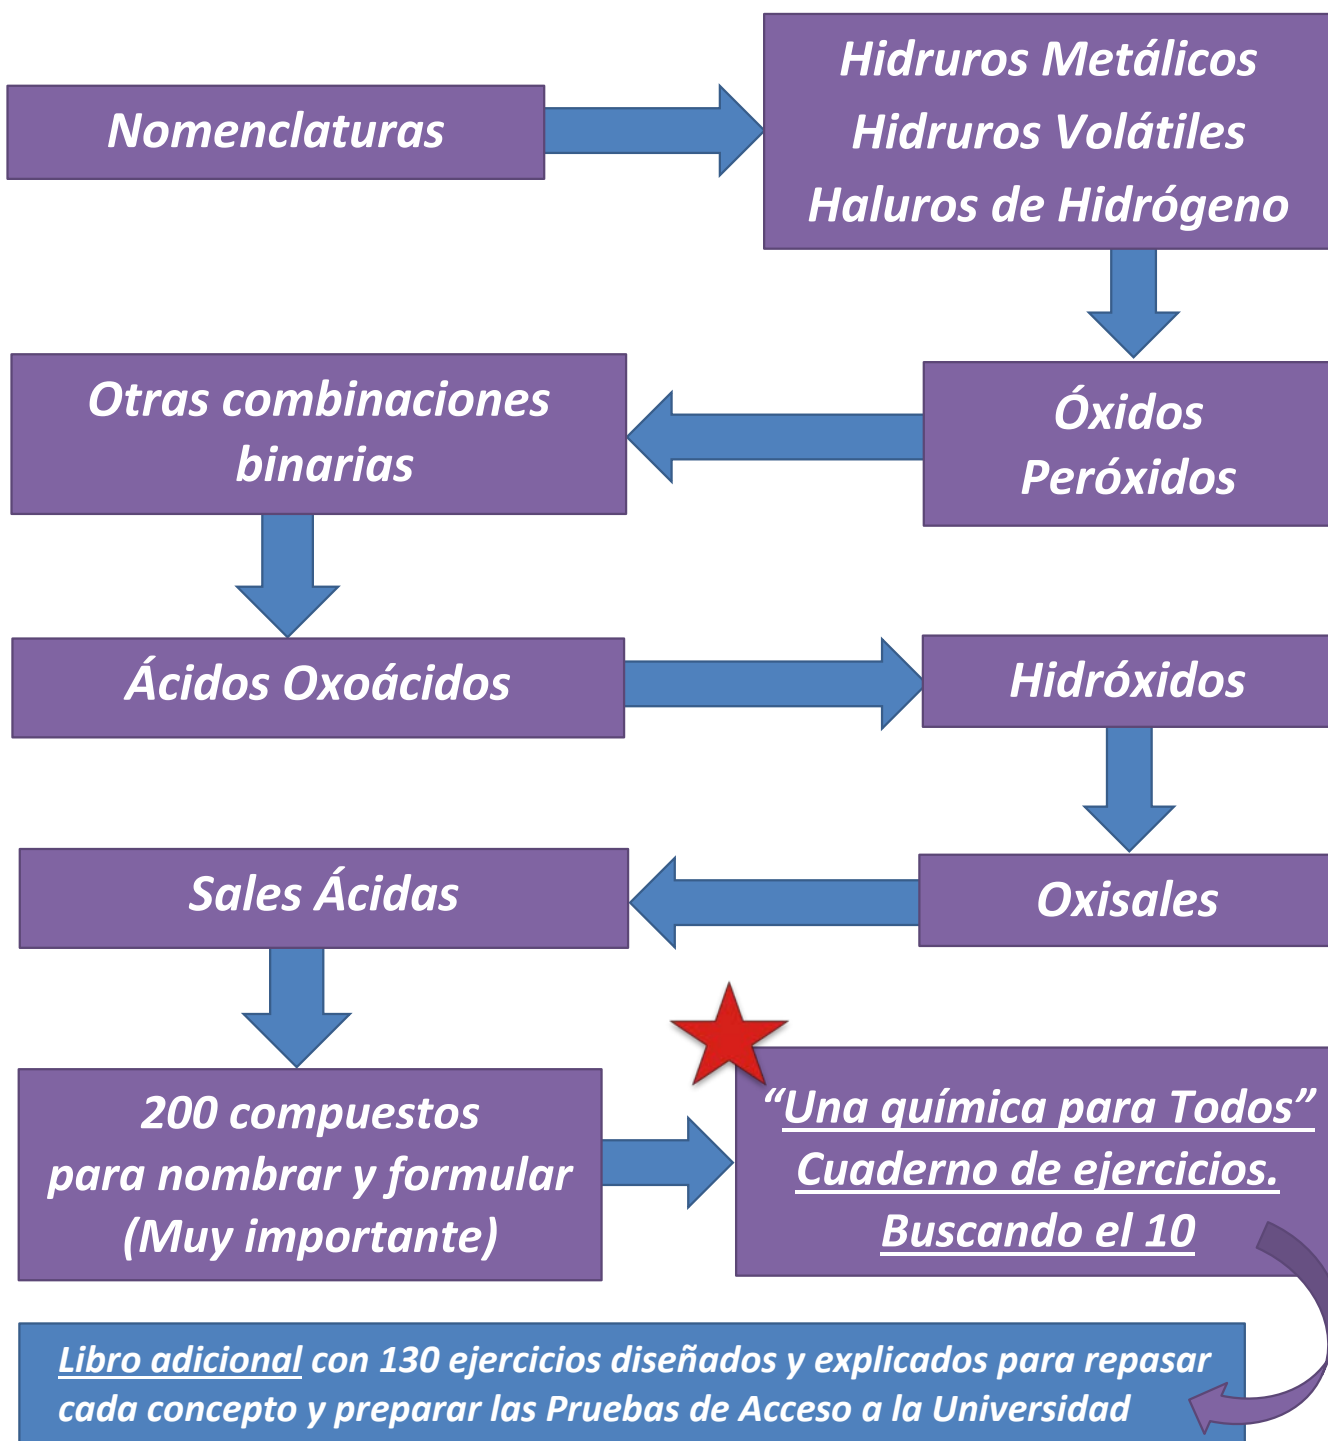 Nomenclaturas
Hidruros Metálicos
Hidruros Volátiles
Haluros de Hidrógeno
Óxidos
Peróxidos
Otras combinaciones
binarias
Ácidos Oxoácidos
Hidróxidos
Oxisales
Sales Ácidas
200 compuestos
para nombrar y formular
(Muy importante)
“Una química para Todos”
Cuaderno de ejercicios.
Buscando el 10
Libro adicional con 130 ejercicios diseñados y explicados para repasar
cada concepto y preparar las Pruebas de Acceso a la Universidad